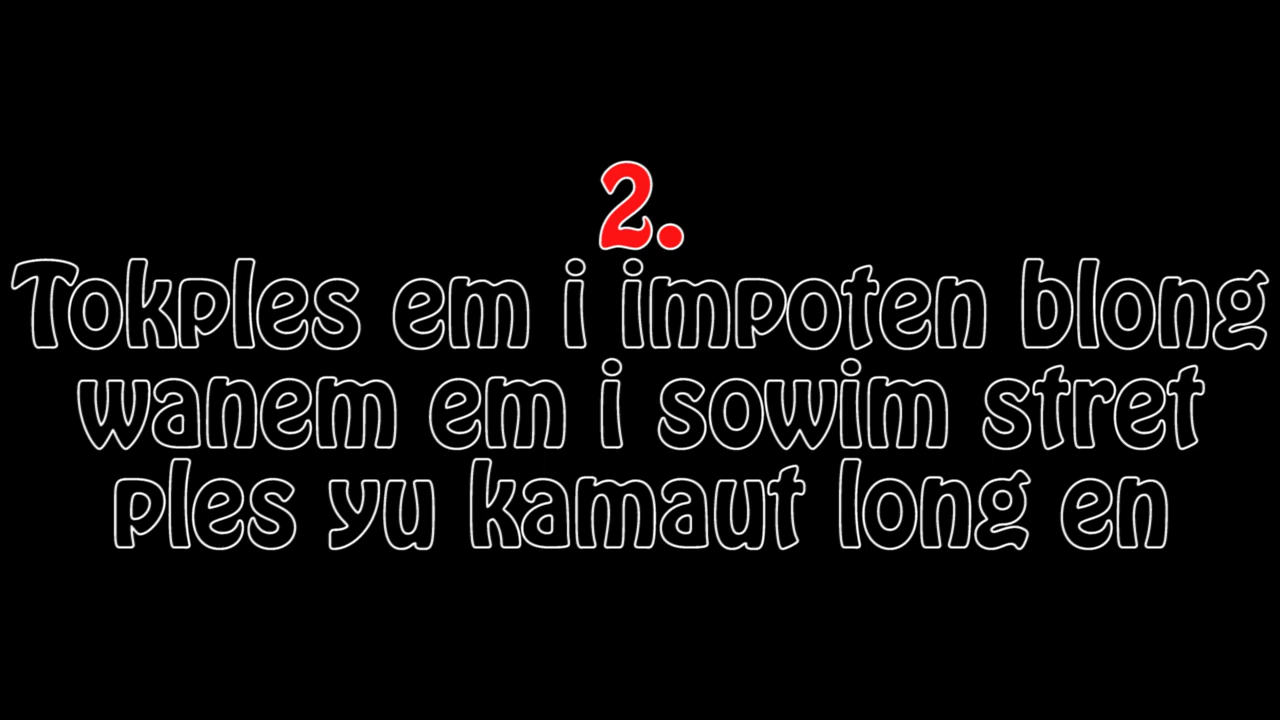 2.
Tokples em i impoten blong
wanem em i sowim stret
ples yu kamaut long en